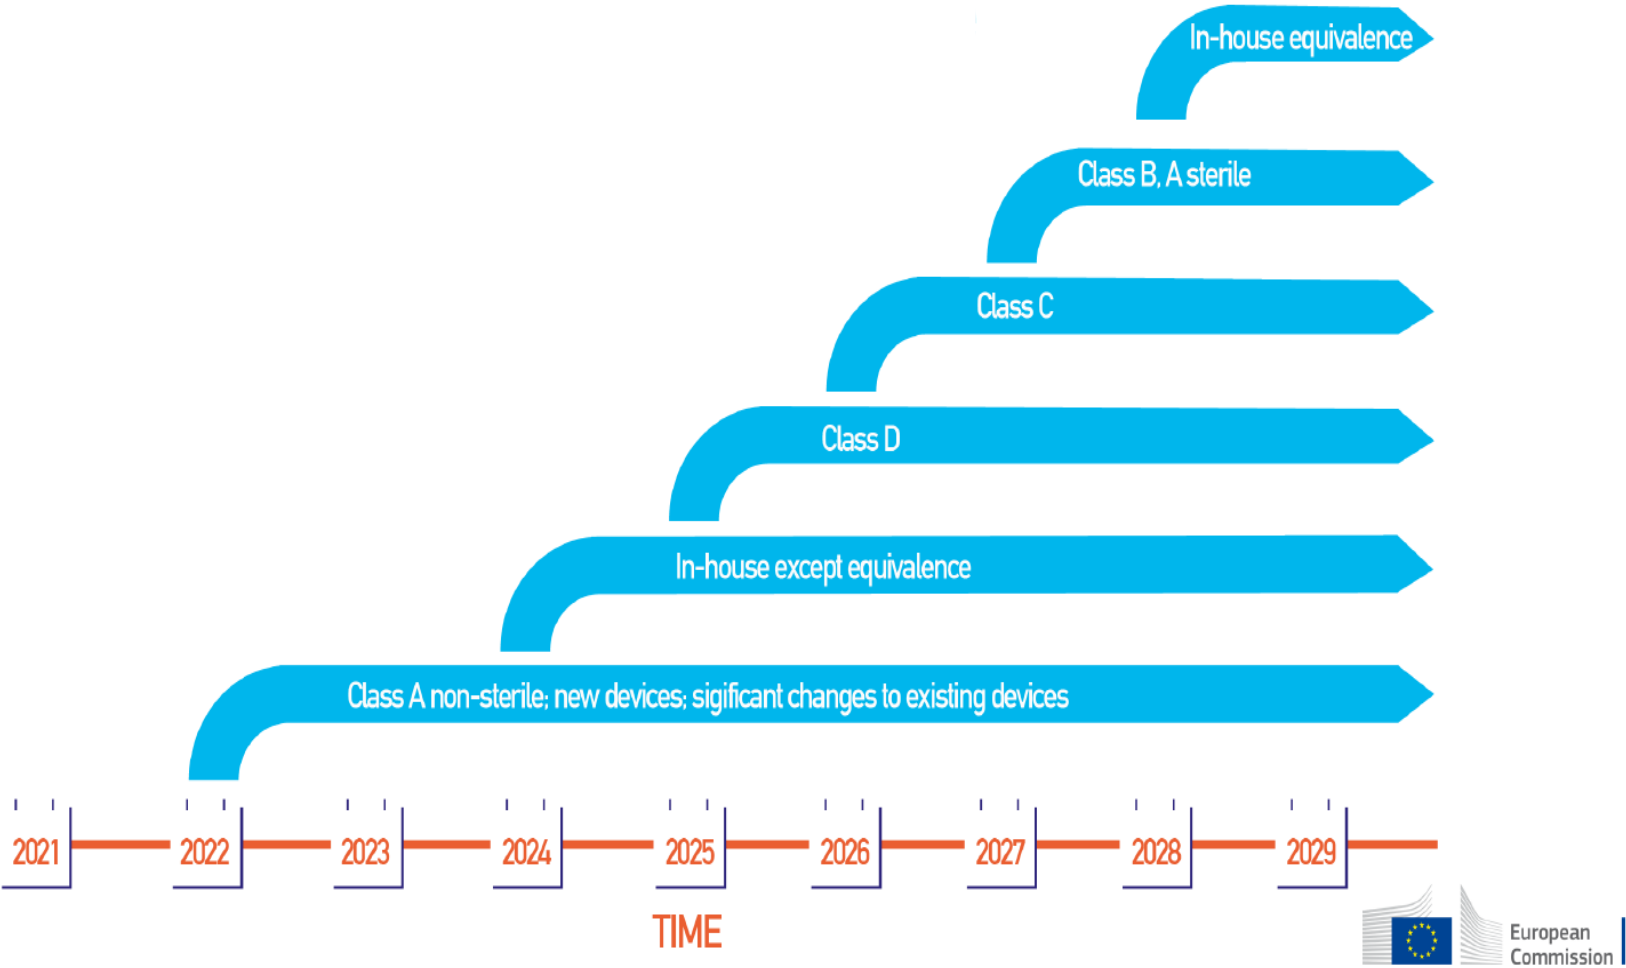 In-house equivalence
Class B, A sterile
Class C
Class D
In-house except equivalence
Class A non-sterile; new devices; sigificant changes to existing devices
2021 2022 2023 2024 2025 2026 2027 2028 2029
TIME
European
Commission